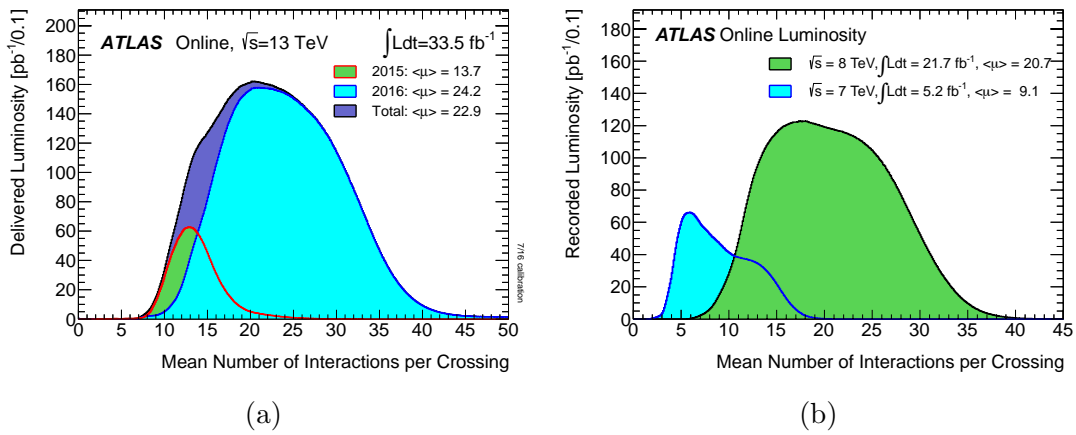 Delivered Luminosity [pb⁻¹/0.1]
200
180
160
140
120
100
80
60
40
20
0
ATLAS Online, √s=13 TeV ∫Ldt=33.5 fb⁻¹
2015: <μ> = 13.7
2016: <μ> = 24.2
Total: <μ> = 22.9
7/16 calibration
0 5 10 15 20 25 30 35 40 45 50
Mean Number of Interactions per Crossing
(a)
Recorded Luminosity [pb⁻¹/0.1]
180
160
140
120
100
80
60
40
20
0
ATLAS Online Luminosity
√s = 8 TeV, ∫Ldt = 21.7 fb⁻¹, <μ> = 20.7
√s = 7 TeV, ∫Ldt = 5.2 fb⁻¹, <μ> = 9.1
0 5 10 15 20 25 30 35 40 45
Mean Number of Interactions per Crossing
(b)